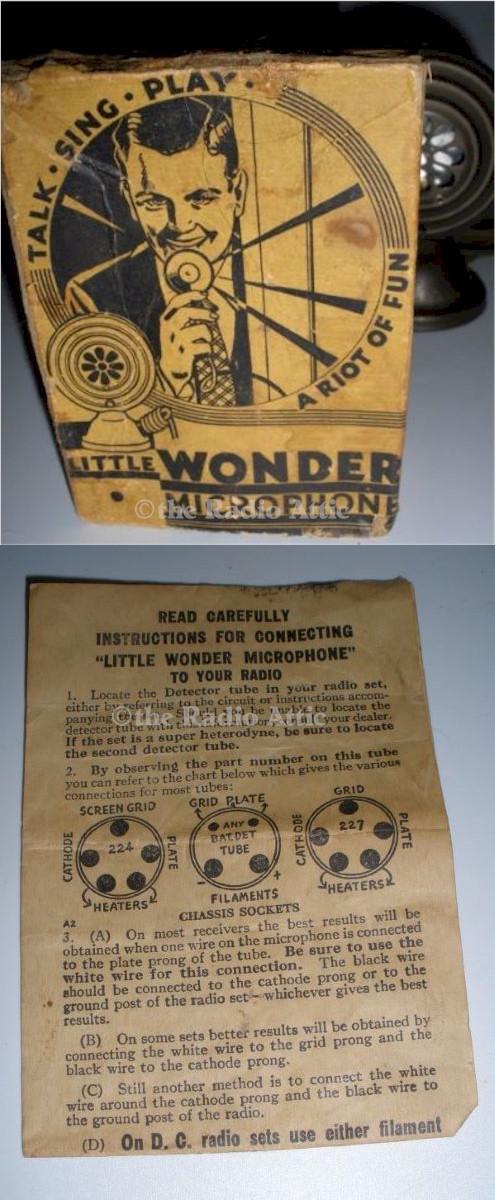 TALK • SING • PLAY •
A RIOT OF FUN
LITTLE WONDER
• MICROPHONE
©the Radio Attic
READ CAREFULLY
INSTRUCTIONS FOR CONNECTING
"LITTLE WONDER MICROPHONE"
TO YOUR RADIO
1. Locate the Detector tube in your radio set,
either by referring to the circuit or instructions accom-
panying
©the Radio Attic
be unable to locate the
detector tube with your dealer.
If the set is a super heterodyne, be sure to locate
the second detector tube.
2. By observing the part number on this tube
you can refer to the chart below which gives the various
connections for most tubes:
SCREEN GRID
CATHODE
224
PLATE
HEATERS
GRID PLATE
ANY
BAT. DET
TUBE
- +
FILAMENTS
GRID
CATHODE
227
PLATE
HEATERS
CHASSIS SOCKETS
A2
3. (A) On most receivers the best results will be
obtained when one wire on the microphone is connected
to the plate prong of the tube. Be sure to use the
white wire for this connection. The black wire
should be connected to the cathode prong or to the
ground post of the radio set — whichever gives the best
results.
(B) On some sets better results will be obtained by
connecting the white wire to the grid prong and the
black wire to the cathode prong.
(C) Still another method is to connect the white
wire around the cathode prong and the black wire to
the ground post of the radio.
(D) On D. C. radio sets use either filament